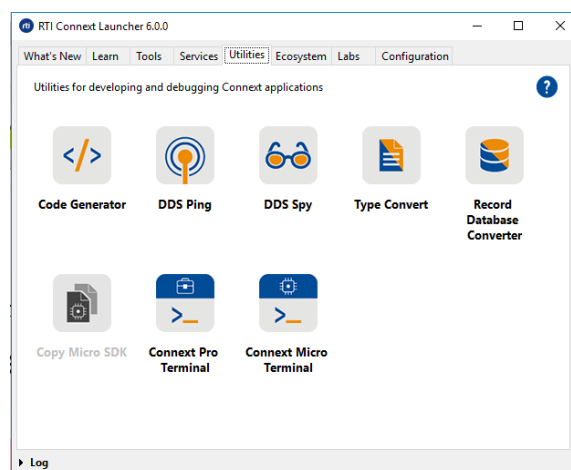 rti RTI Connext Launcher 6.0.0
What's New Learn Tools Services Utilities Ecosystem Labs Configuration
Utilities for developing and debugging Connext applications ?
</> 
Code Generator DDS Ping DDS Spy Type Convert Record
Database
Converter
>_ >_
Copy Micro SDK Connext Pro Connext Micro
Terminal Terminal
Log